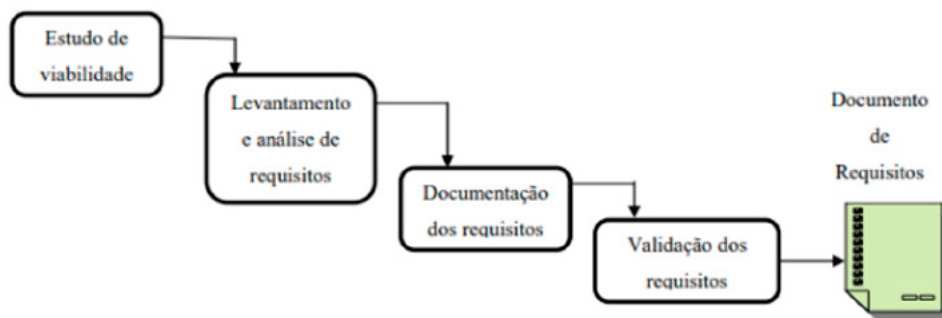 Estudo de
viabilidade
Levantamento
e análise de
requisitos
Documentação
dos requisitos
Validação dos
requisitos
Documento
de
Requisitos